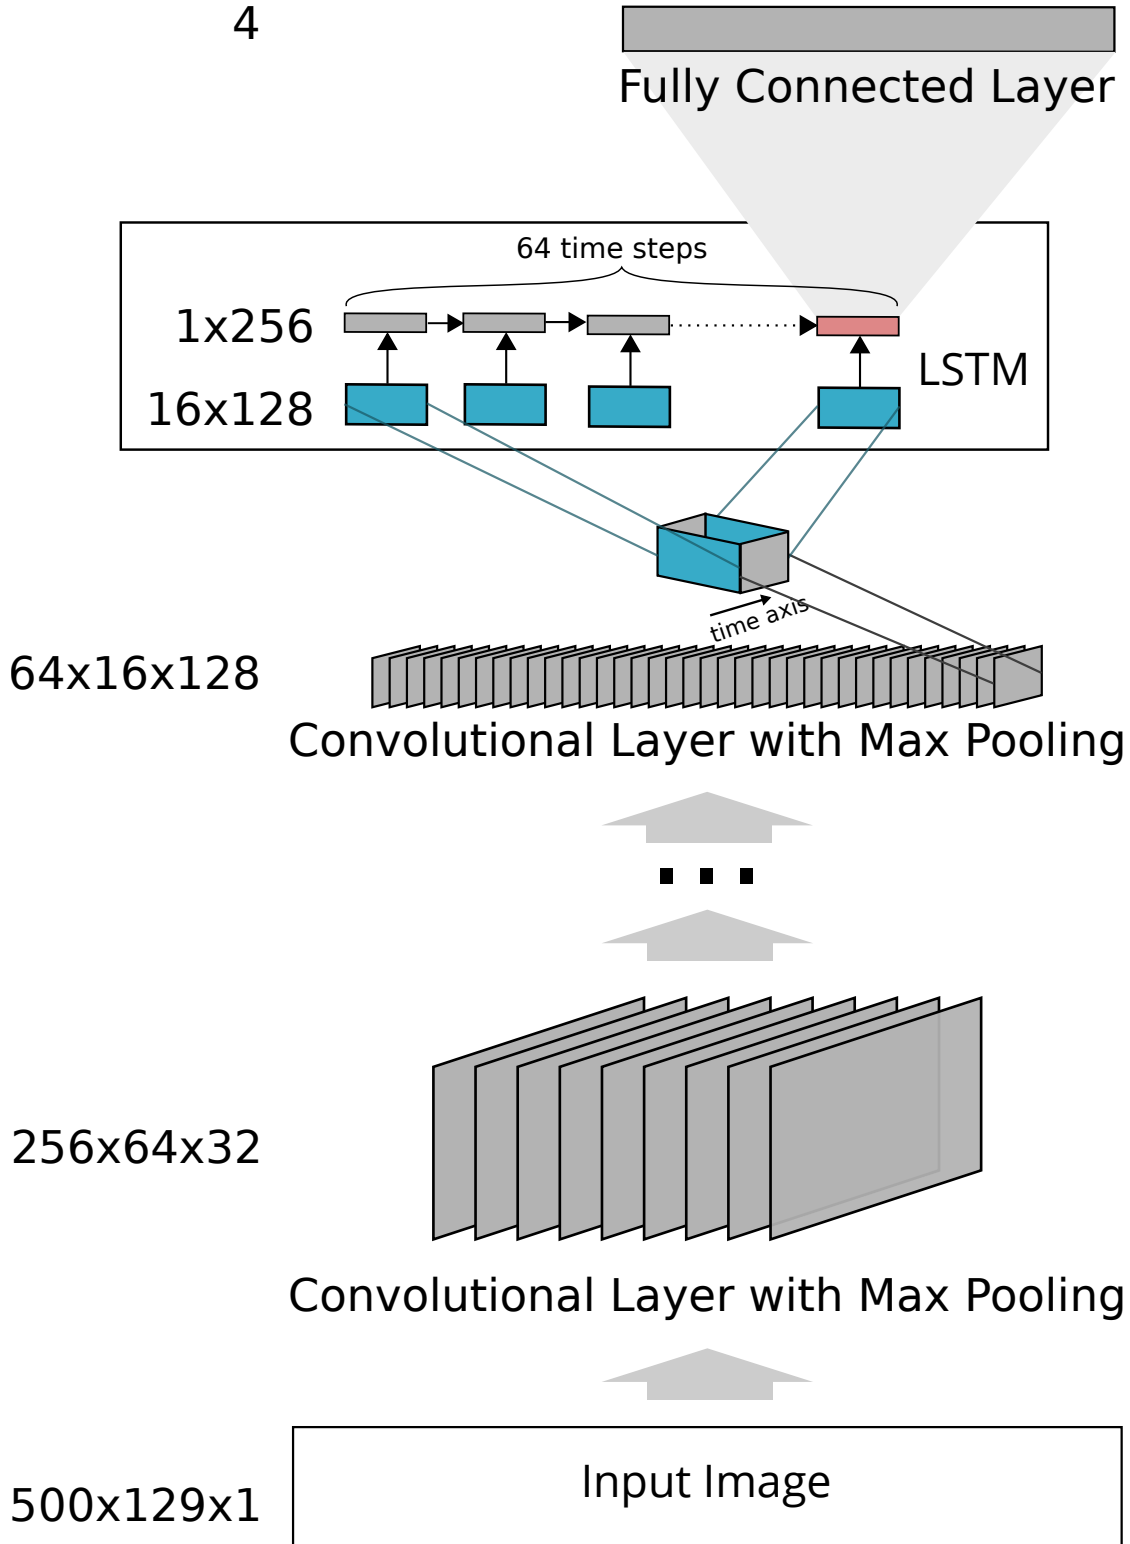 4
Fully Connected Layer
64 time steps
1x256
LSTM
16x128
time axis
64x16x128
Convolutional Layer with Max Pooling
...
256x64x32
Convolutional Layer with Max Pooling
Input Image
500x129x1